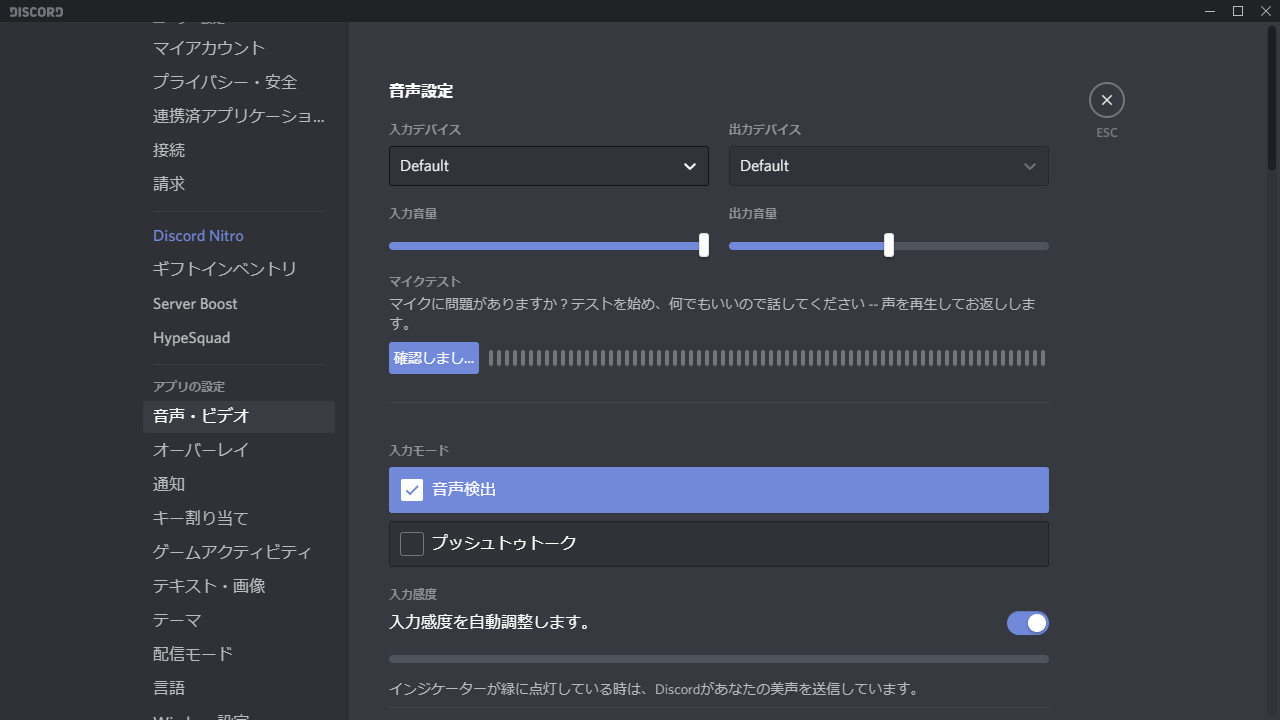 DISCORD
マイアカウント
プライバシー・安全
連携済アプリケーショ...
接続
請求
Discord Nitro
ギフトインベントリ
Server Boost
HypeSquad
アプリの設定
音声・ビデオ
オーバーレイ
通知
キー割り当て
ゲームアクティビティ
テキスト・画像
テーマ
配信モード
言語
音声設定
入力デバイス
出力デバイス
Default
Default
入力音量
出力音量
マイクテスト
マイクに問題がありますか？テストを始め、何でもいいので話してください -- 声を再生してお返ししま
す。
確認しまし...
入力モード
音声検出
プッシュトゥトーク
入力感度
入力感度を自動調整します。
インジケーターが緑に点灯している時は、Discordがあなたの美声を送信しています。
ESC